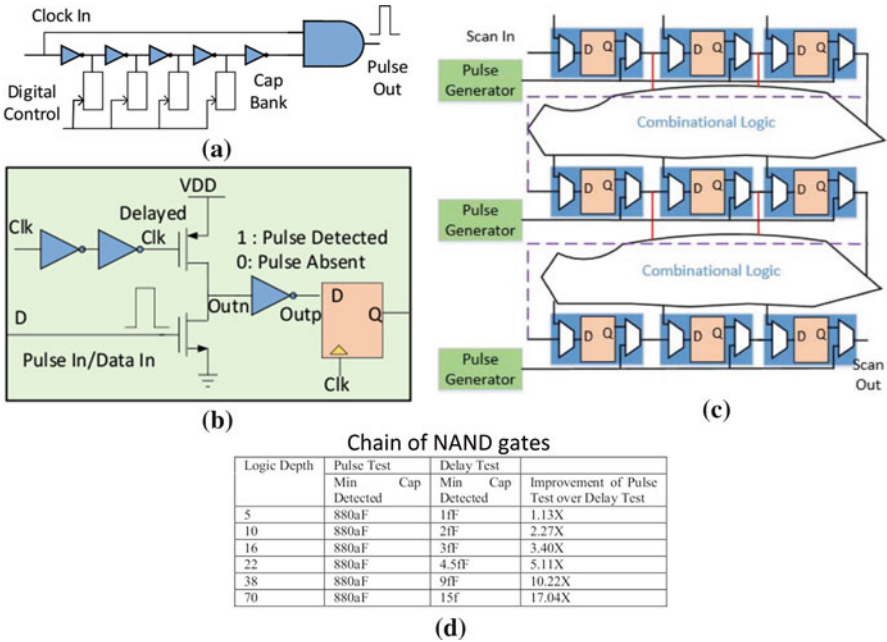 Clock In
Digital
Control
Cap
Bank
Pulse
Out
(a)
VDD
Clk
Delayed
Clk
1 : Pulse Detected
0: Pulse Absent
D
Outn
Outp
D
Q
Pulse In/Data In
Clk
(b)
Scan In
D Q
D Q
D Q
Pulse
Generator
Combinational Logic
D Q
D Q
D Q
Pulse
Generator
Combinational Logic
D Q
D Q
D Q
Pulse
Generator
Scan
Out
(c)
Chain of NAND gates
Logic Depth Pulse Test Delay Test
Min Cap Detected Min Cap Detected Improvement of Pulse Test over Delay Test
5 880aF 1fF 1.13X
10 880aF 2fF 2.27X
16 880aF 3fF 3.40X
22 880aF 4.5fF 5.11X
38 880aF 9fF 10.22X
70 880aF 15f 17.04X
(d)